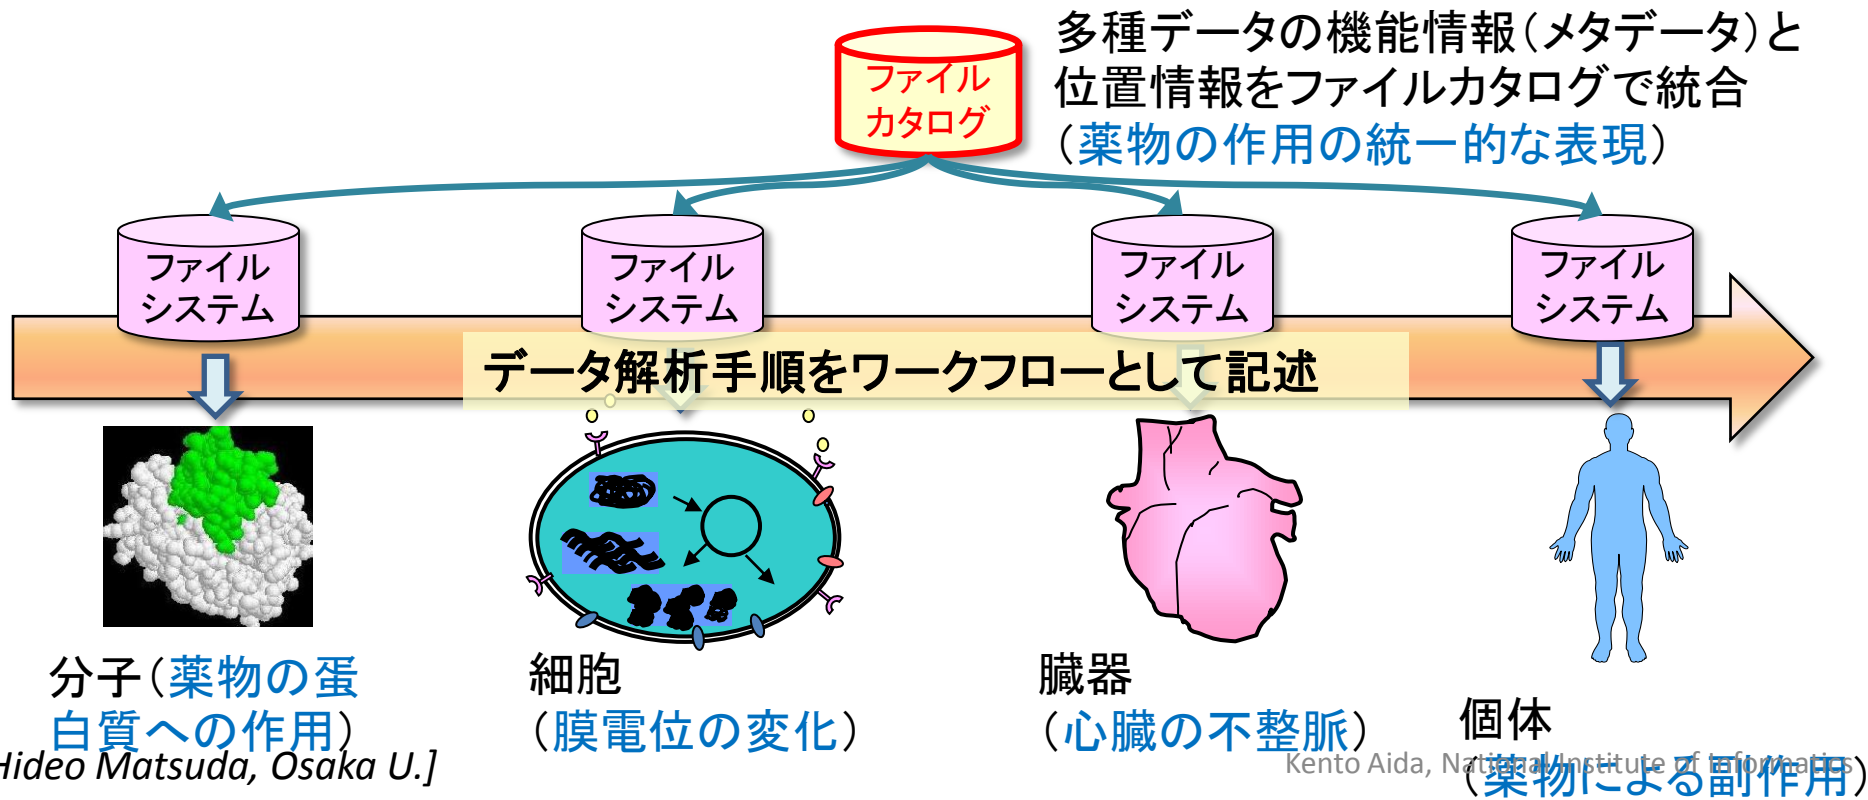 多種データの機能情報（メタデータ）と
位置情報をファイルカタログで統合
（薬物の作用の統一的な表現）
ファイル
カタログ
ファイル
システム
ファイル
システム
ファイル
システム
ファイル
システム
データ解析手順をワークフローとして記述
分子（薬物の蛋
白質への作用）
細胞
（膜電位の変化）
臓器
（心臓の不整脈）
個体
（薬物による副作用）
Hideo Matsuda, Osaka U.]
Kento Aida, National Institute of Informatics